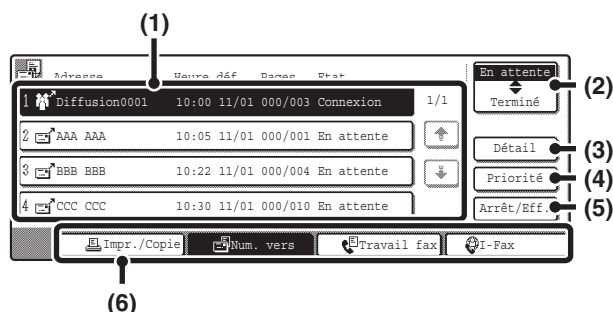 (1)
Adresse Heure déf. Pages Etat
1 Diffusion0001 10:00 11/01 000/003 Connexion
2 AAA AAA 10:05 11/01 000/001 En attente
3 BBB BBB 10:22 11/01 000/004 En attente
4 CCC CCC 10:30 11/01 000/010 En attente
1/1
En attente
Terminé
(2)
Détail (3)
Priorité (4)
Arrêt/Eff. (5)
Impr./Copie Num. vers Travail fax I-Fax
(6)